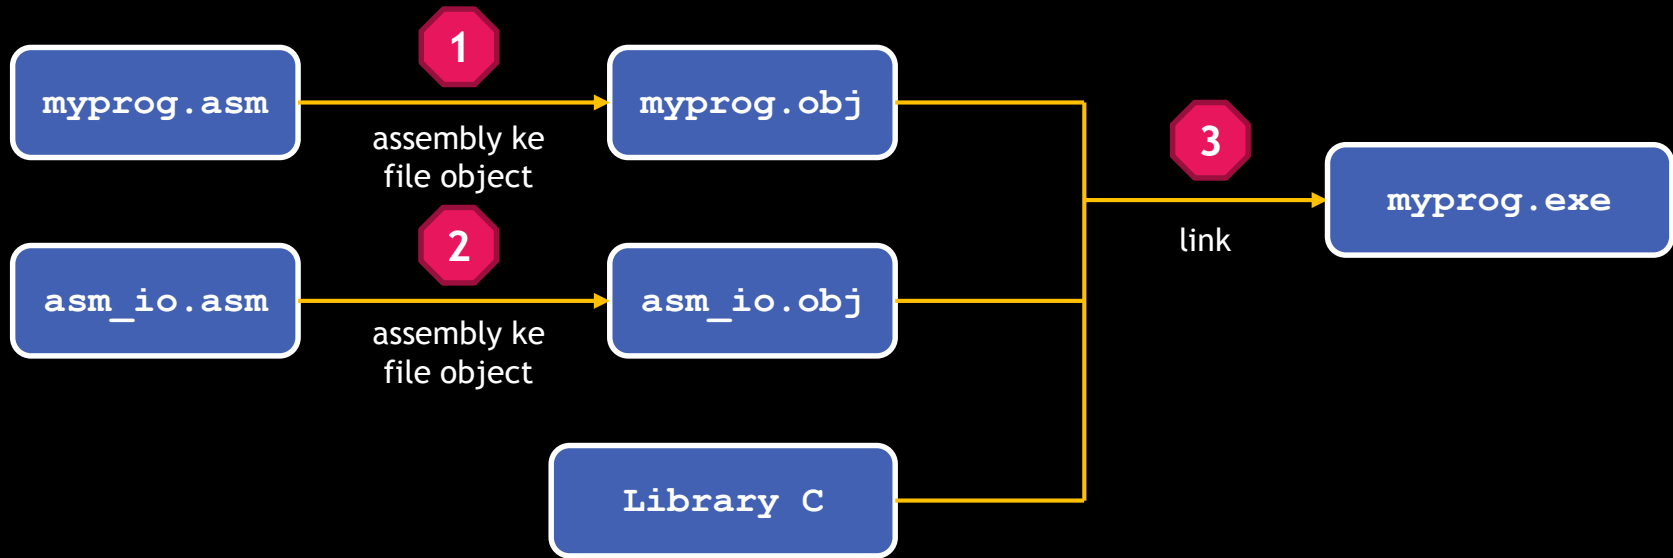 1
myprog.asm
assembly ke
file object
myprog.obj
2
asm_io.asm
assembly ke
file object
asm_io.obj
Library C
3
link
myprog.exe